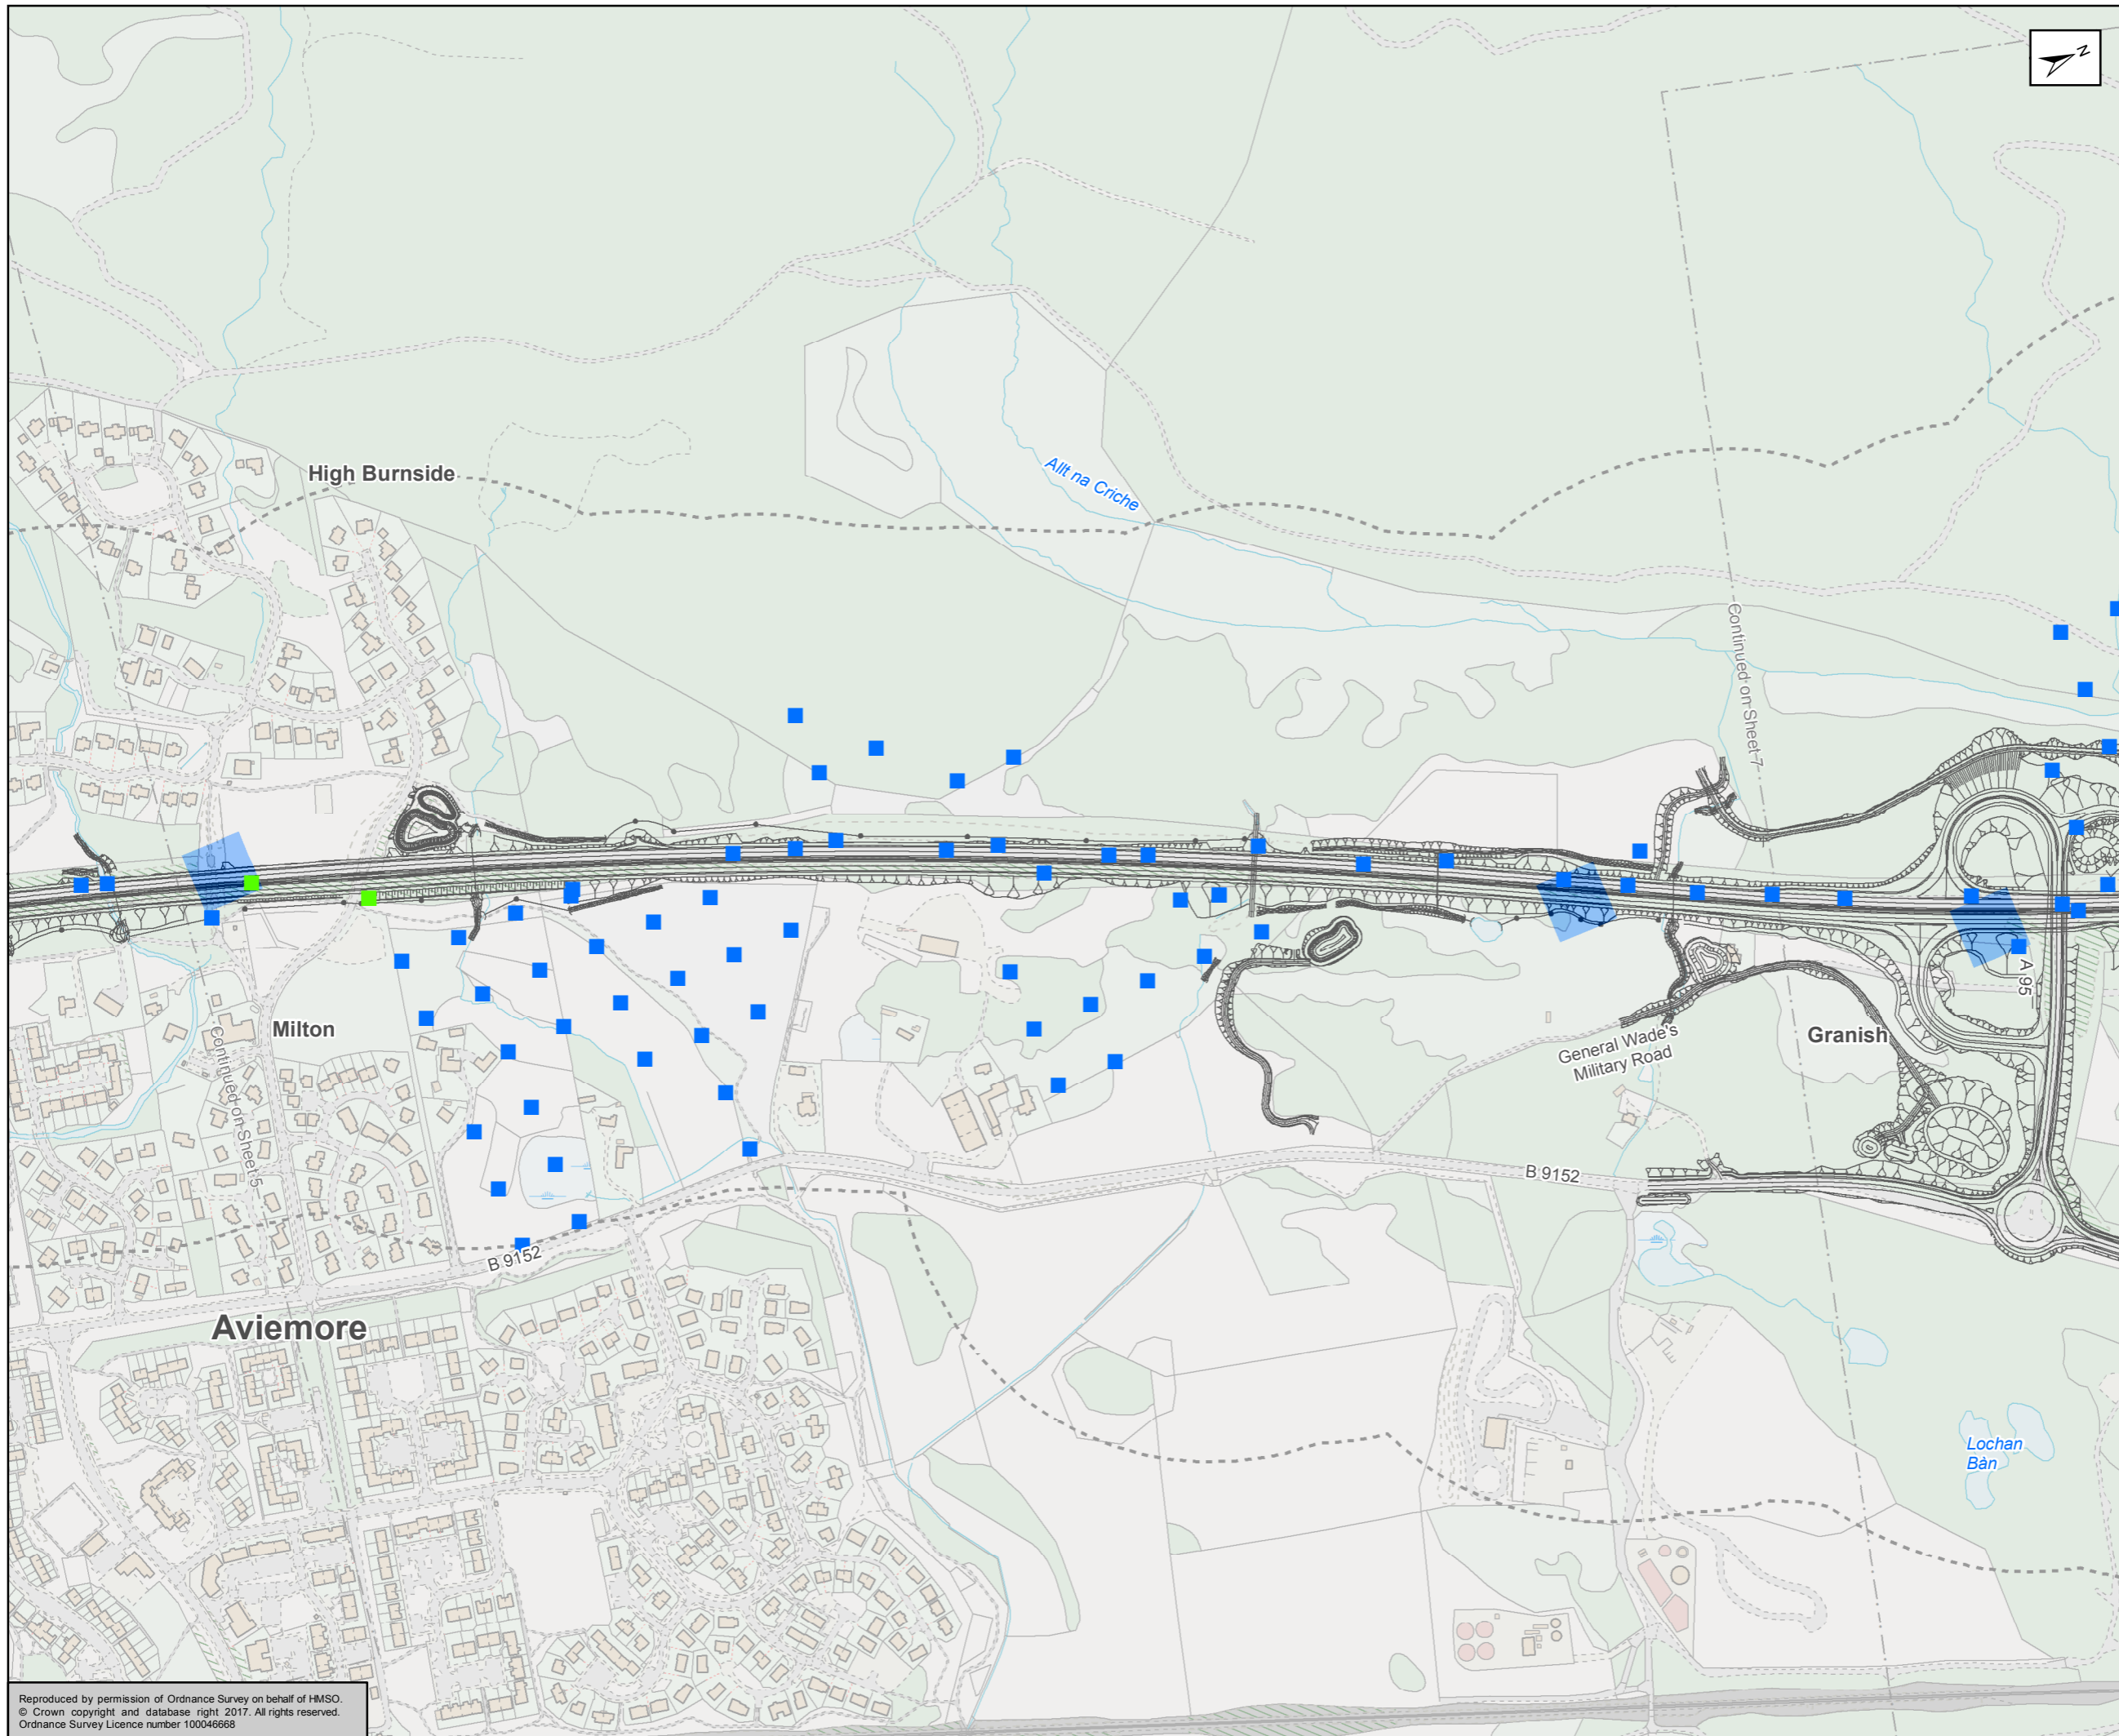 N
High Burnside
Allt na Criche
Continued on Sheet 7
Milton
Continued on Sheet 5
A 95
General Wade's
Military Road
Granish
B 9152
B 9152
Aviemore
Lochan
Bàn
Reproduced by permission of Ordnance Survey on behalf of HMSO.
© Crown copyright and database right 2017. All rights reserved.
Ordnance Survey Licence number 100046668